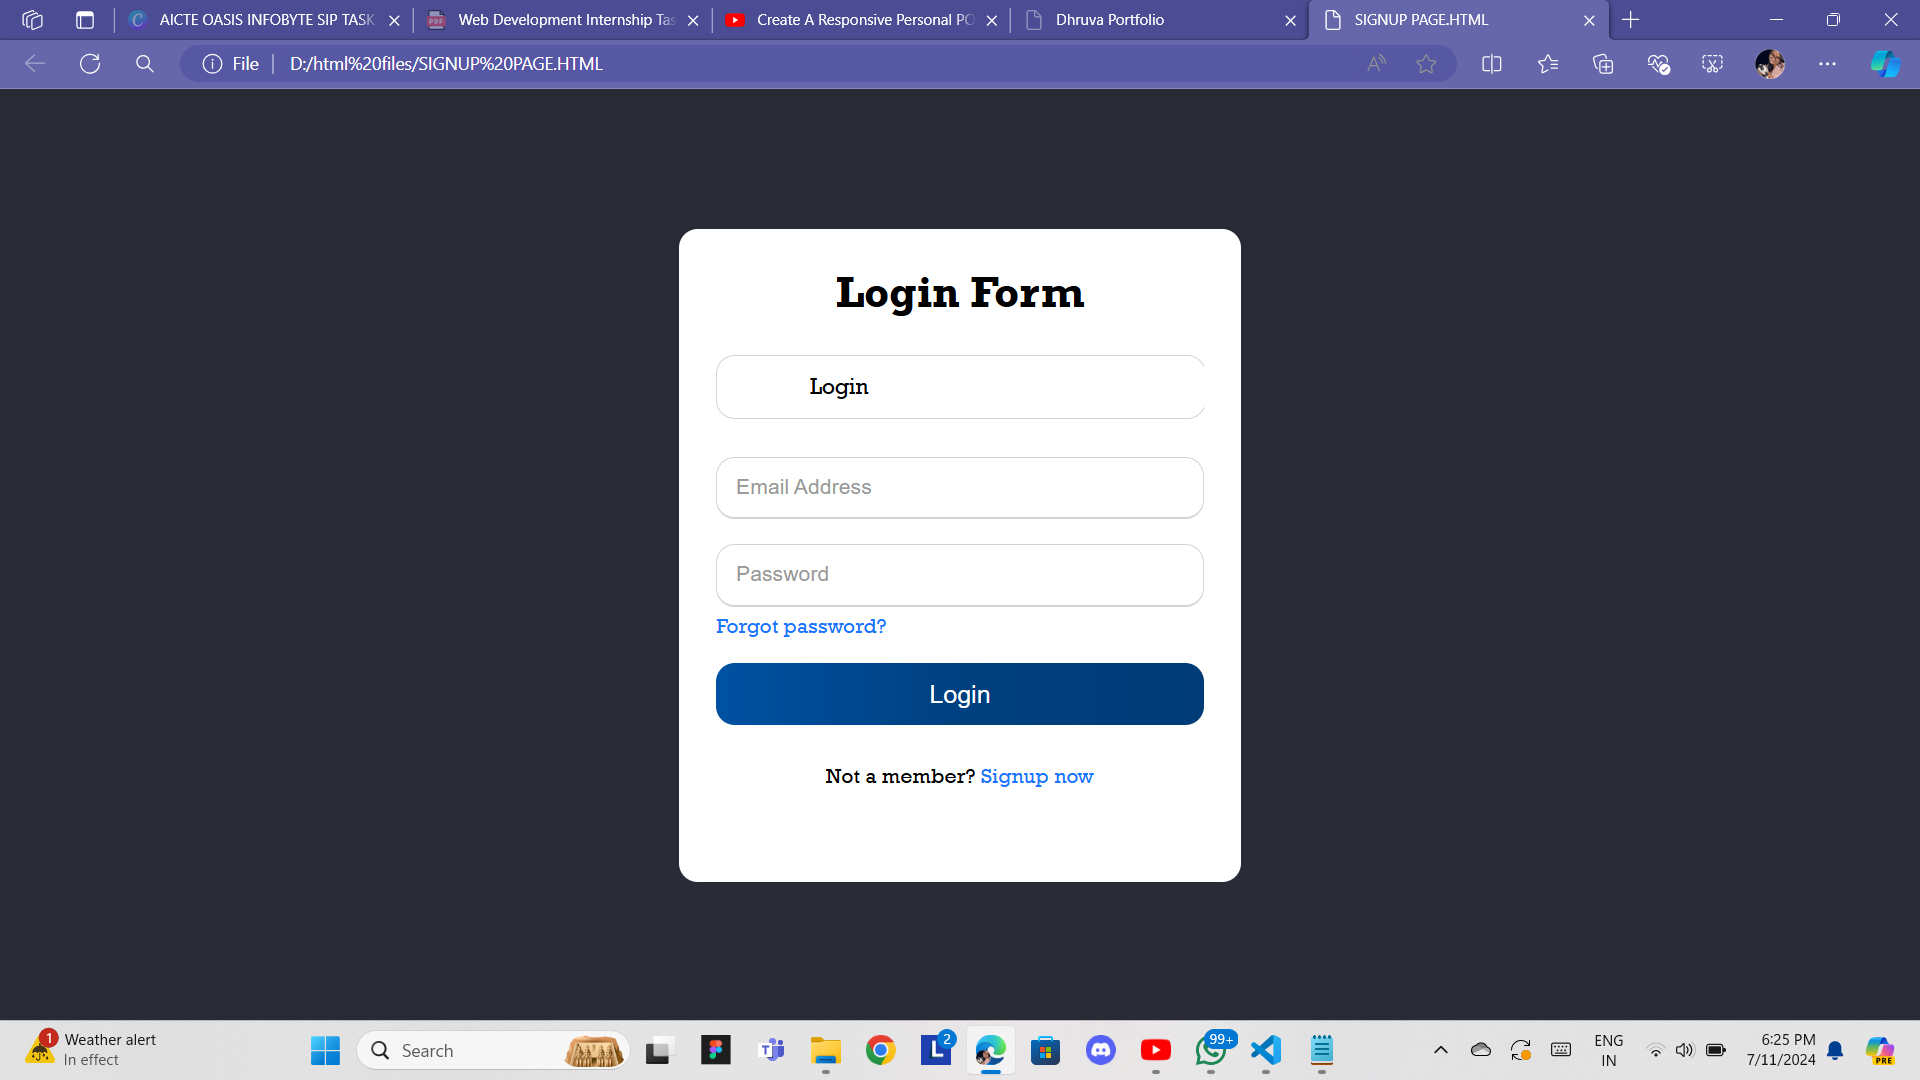 AICTE OASIS INFOBYTE SIP TASK
Web Development Internship Tas
Create A Responsive Personal PO
Dhruva Portfolio
SIGNUP PAGE.HTML
File
D:/html%20files/SIGNUP%20PAGE.HTML
Login Form
Login
Email Address
Password
Forgot password?
Login
Not a member? Signup now
1
Weather alert
In effect
Search
2
99+
ENG
IN
6:25 PM
7/11/2024
PRE